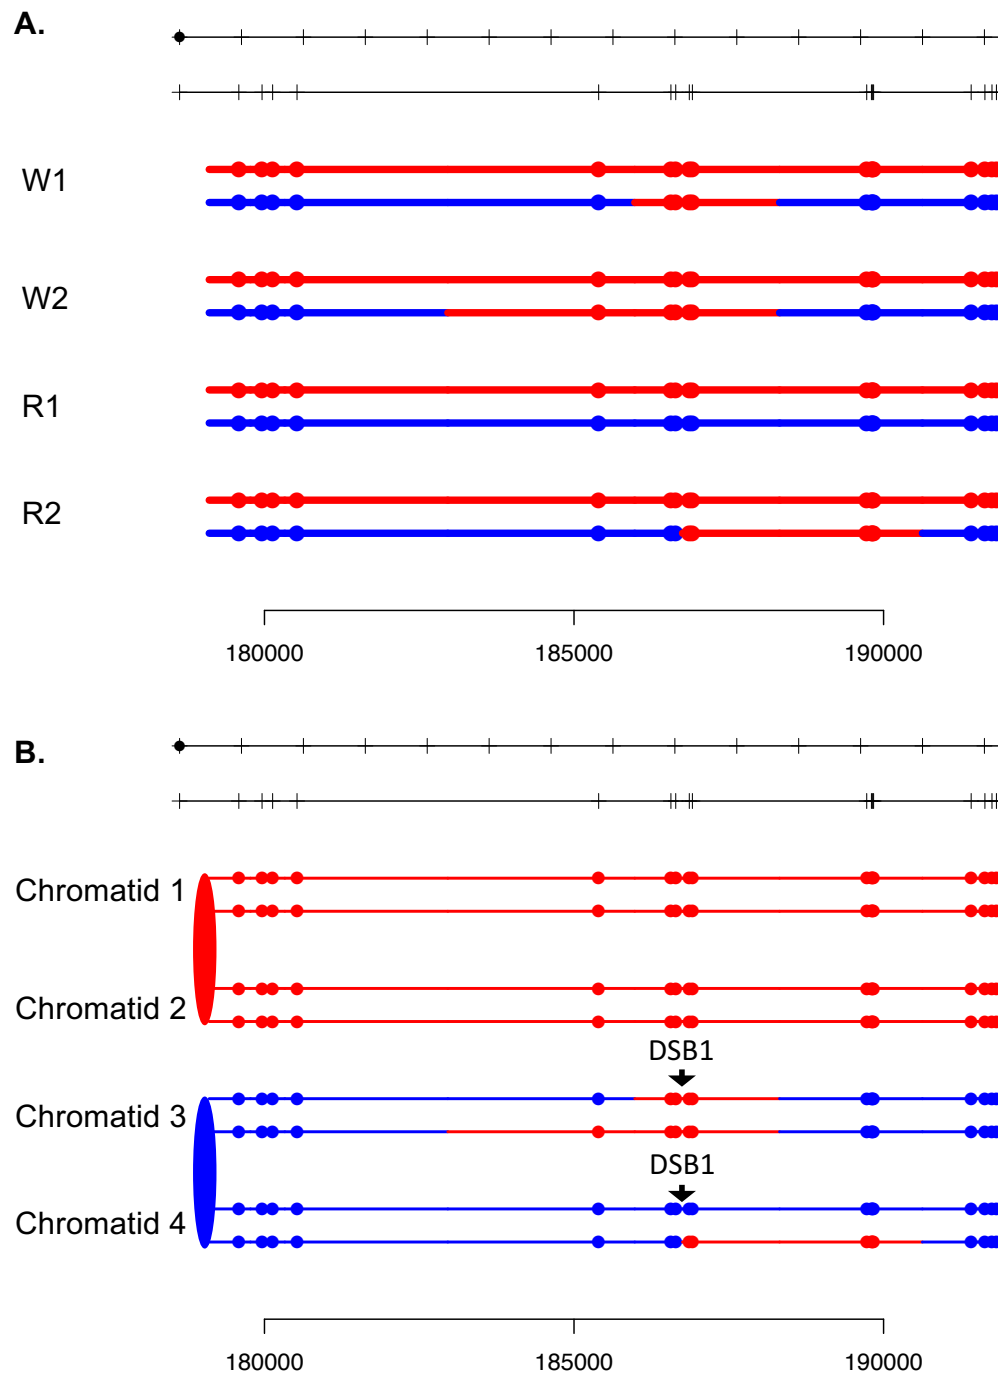 A.
W1
W2
R1
R2
180000 185000 190000
B.
Chromatid 1
Chromatid 2
DSB1
Chromatid 3
DSB1
Chromatid 4
180000 185000 190000